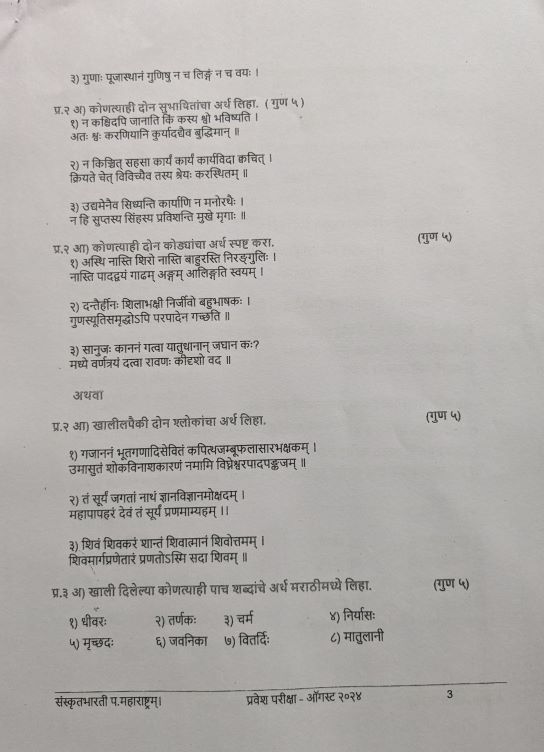 ३) गुणाः पूजास्थानं गुणिषु न च लिङ्गं न च वयः ।
प्र.२ अ) कोणत्याही दोन सुभाषितांचा अर्थ लिहा. ( गुण ५ )
१) न कश्चिदपि जानाति किं कस्य श्वो भविष्यति ।
अतः श्वः करणियानि कुर्यादद्यैव बुद्धिमान् ॥
२) न किञ्चित् सहसा कार्यं कार्यं कार्यविदा क्वचित् ।
क्रियते चेत् विविच्यैव तस्य श्रेयः करस्थितम् ॥
३) उद्यमेनैव सिध्यन्ति कार्याणि न मनोरथैः ।
न हि सुप्तस्य सिंहस्य प्रविशन्ति मुखे मृगाः ॥
प्र.२ आ) कोणत्याही दोन कोड्यांचा अर्थ स्पष्ट करा. (गुण ५)
१) अस्थि नास्ति शिरो नास्ति बाहुरस्ति निरङ्गुलिः ।
नास्ति पादद्वयं गाढम् अङ्गम् आलिङ्गति स्वयम् ।
२) दन्तैर्हीनः शिलाभक्षी निर्जीवो बहुभाषकः ।
गुणस्यूतिसमृद्धोऽपि परपादेन गच्छति ॥
३) सानुजः काननं गत्वा यातुधानान् जघान कः?
मध्ये वर्णत्रयं दत्वा रावणः कीदृशो वद ॥
अथवा
प्र.२ आ) खालीलपैकी दोन श्लोकांचा अर्थ लिहा. (गुण ५)
१) गजाननं भूतगणादिसेवितं कपित्थजम्बूफलासारभक्षकम् ।
उमासुतं शोकविनाशकारणं नमामि विघ्नेश्वरपादपङ्कजम् ॥
२) तं सूर्यं जगतां नाथं ज्ञानविज्ञानमोक्षदम् ।
महापापहरं देवं तं सूर्यं प्रणमाम्यहम् ।।
३) शिवं शिवकरं शान्तं शिवात्मानं शिवोत्तमम् ।
शिवमार्गप्रणेतारं प्रणतोऽस्मि सदा शिवम् ॥
प्र.३ अ) खाली दिलेल्या कोणत्याही पाच शब्दांचे अर्थ मराठीमध्ये लिहा. (गुण ५)
१) धीवरः २) तर्णकः ३) चर्म ४) निर्यासः
५) मृच्छदः ६) जवनिका ७) वितर्दिः ८) मातुलानी
संस्कृतभारती प.महाराष्ट्रम्। प्रवेश परीक्षा - ऑगस्ट २०२४ 3